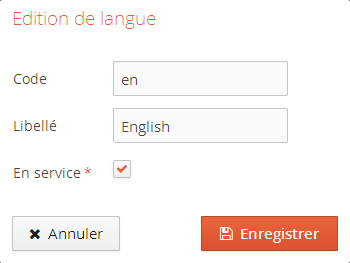 Edition de langue
Code en
Libellé English
En service *
Annuler Enregistrer